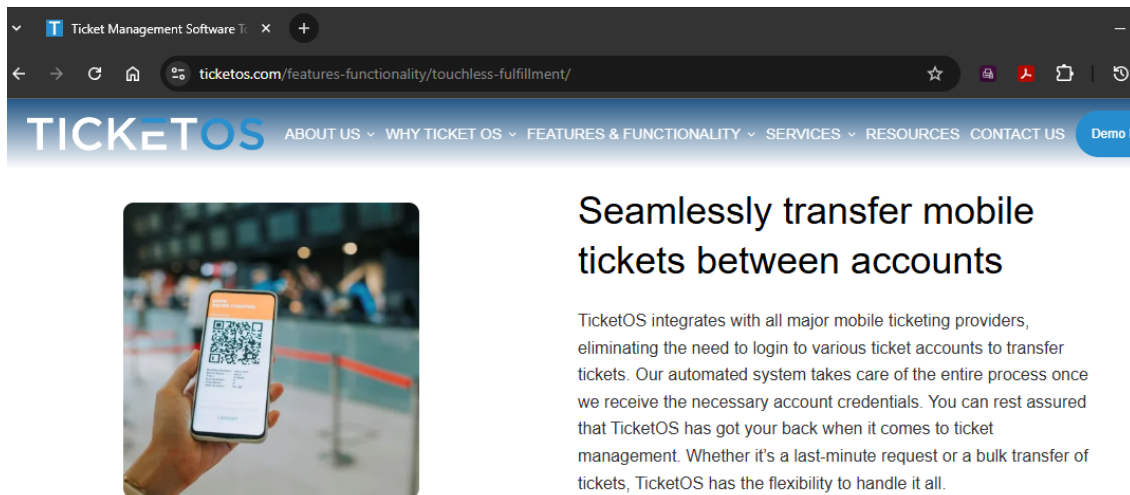 Ticket Management Software To
ticketos.com/features-functionality/touchless-fulfillment/
TICKETOS
ABOUT US WHY TICKET OS FEATURES & FUNCTIONALITY SERVICES RESOURCES CONTACT US Demo
Seamlessly transfer mobile
tickets between accounts
TicketOS integrates with all major mobile ticketing providers,
eliminating the need to login to various ticket accounts to transfer
tickets. Our automated system takes care of the entire process once
we receive the necessary account credentials. You can rest assured
that TicketOS has got your back when it comes to ticket
management. Whether it’s a last-minute request or a bulk transfer of
tickets, TicketOS has the flexibility to handle it all.